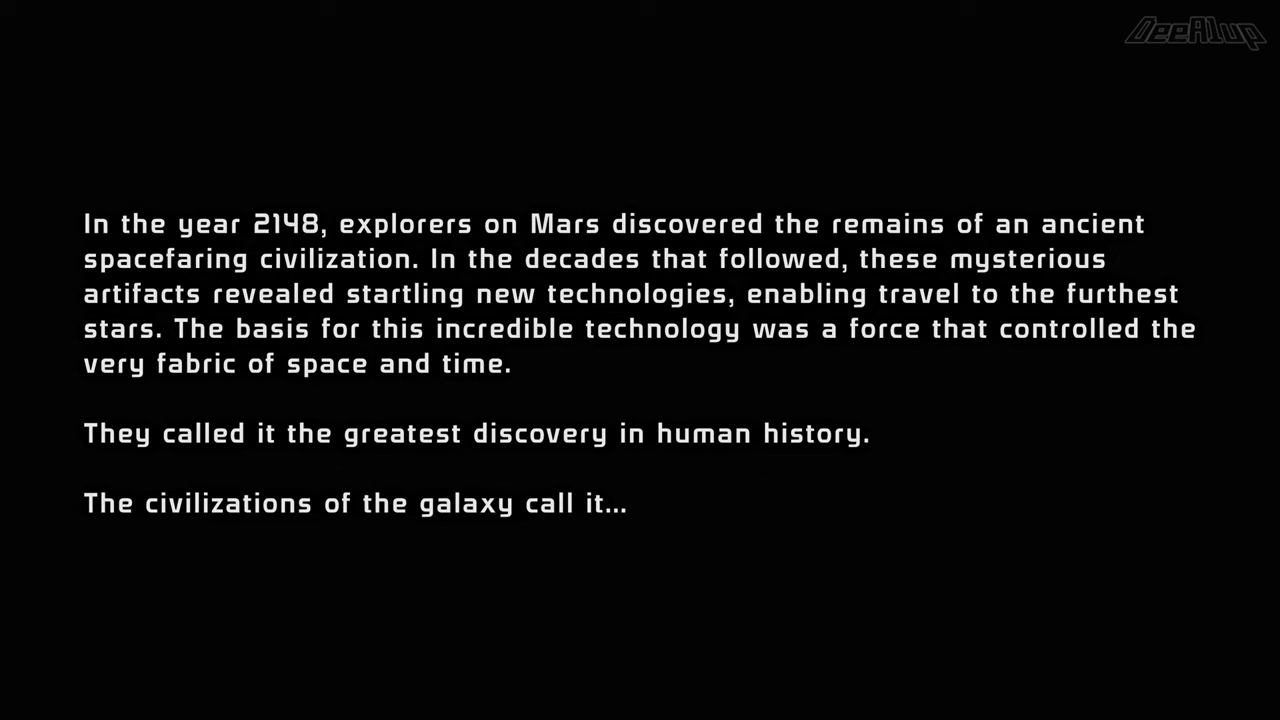 DeeA1up
In the year 2148, explorers on Mars discovered the remains of an ancient
spacefaring civilization. In the decades that followed, these mysterious
artifacts revealed startling new technologies, enabling travel to the furthest
stars. The basis for this incredible technology was a force that controlled the
very fabric of space and time.
They called it the greatest discovery in human history.
The civilizations of the galaxy call it...